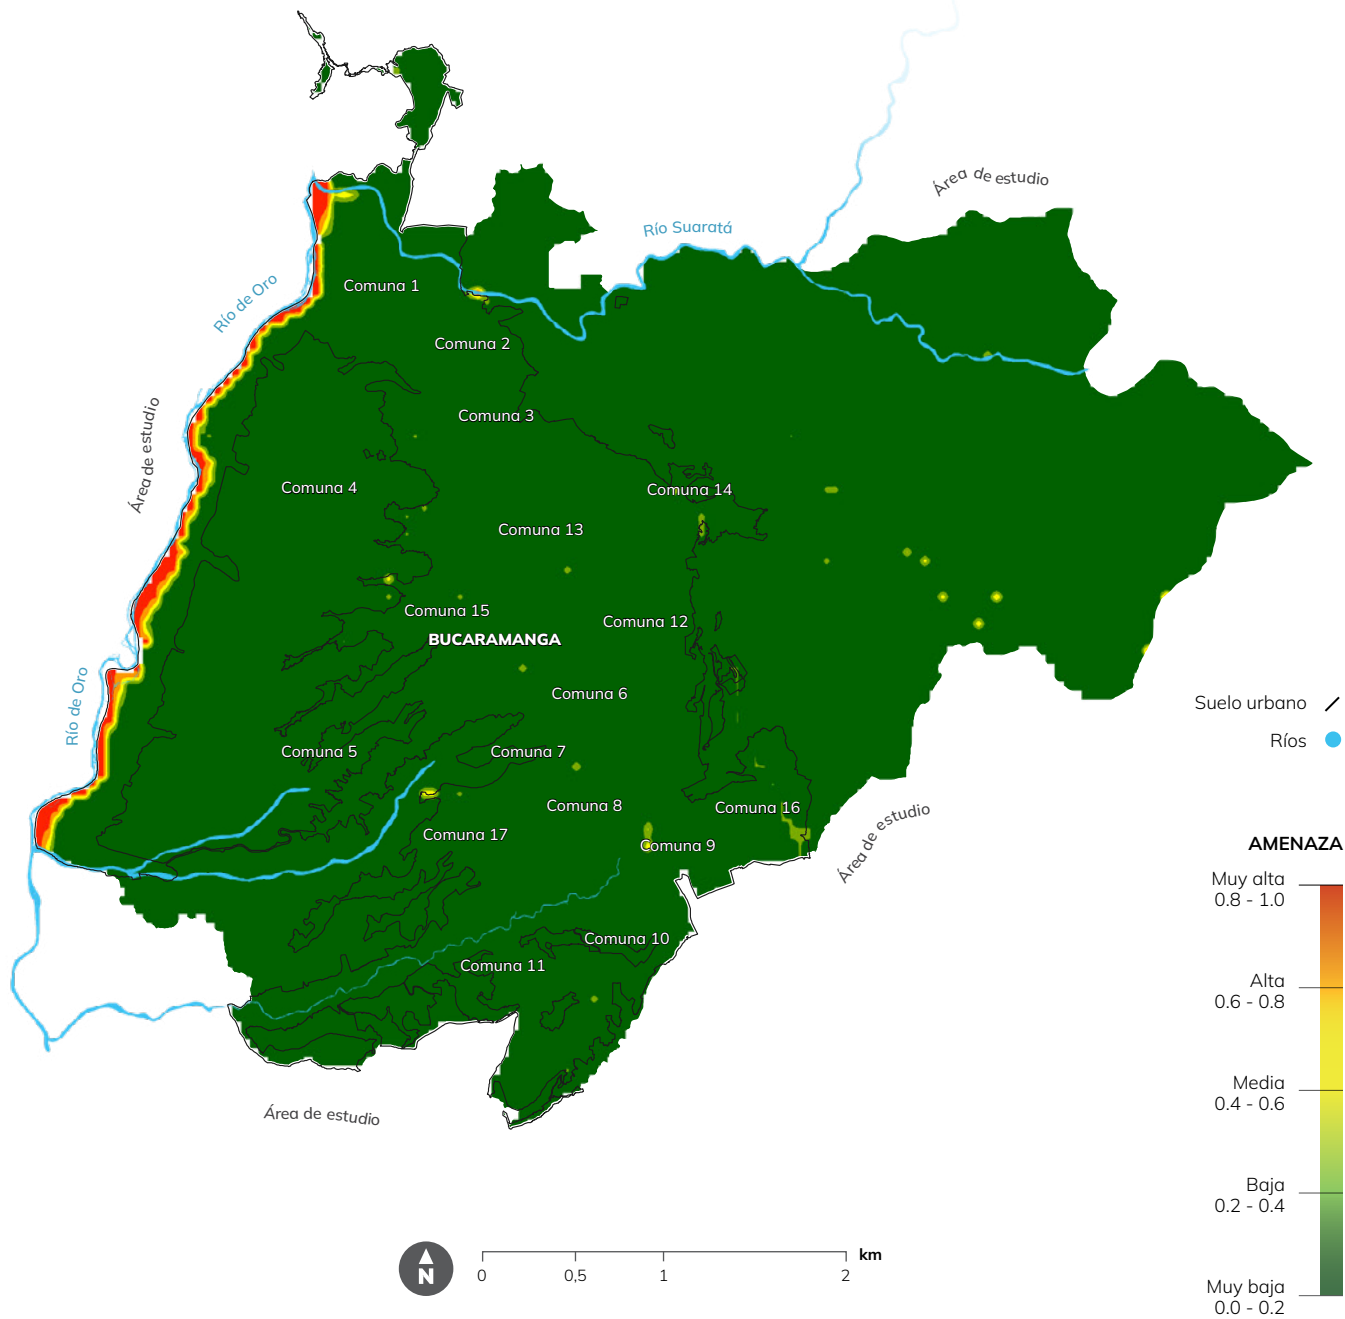 Área de estudio
Río Suaratá
Río de Oro
Comuna 1
Comuna 2
Área de estudio
Comuna 3
Comuna 4
Comuna 14
Comuna 13
Comuna 15
Comuna 12
BUCARAMANGA
Río de Oro
Comuna 6
Comuna 5
Comuna 7
Comuna 8
Comuna 16
Comuna 17
Comuna 9
Área de estudio
Comuna 10
Comuna 11
Área de estudio
Suelo urbano
Ríos
AMENAZA
Muy alta
0.8 - 1.0
Alta
0.6 - 0.8
Media
0.4 - 0.6
Baja
0.2 - 0.4
Muy baja
0.0 - 0.2
N
km
0 0,5 1 2